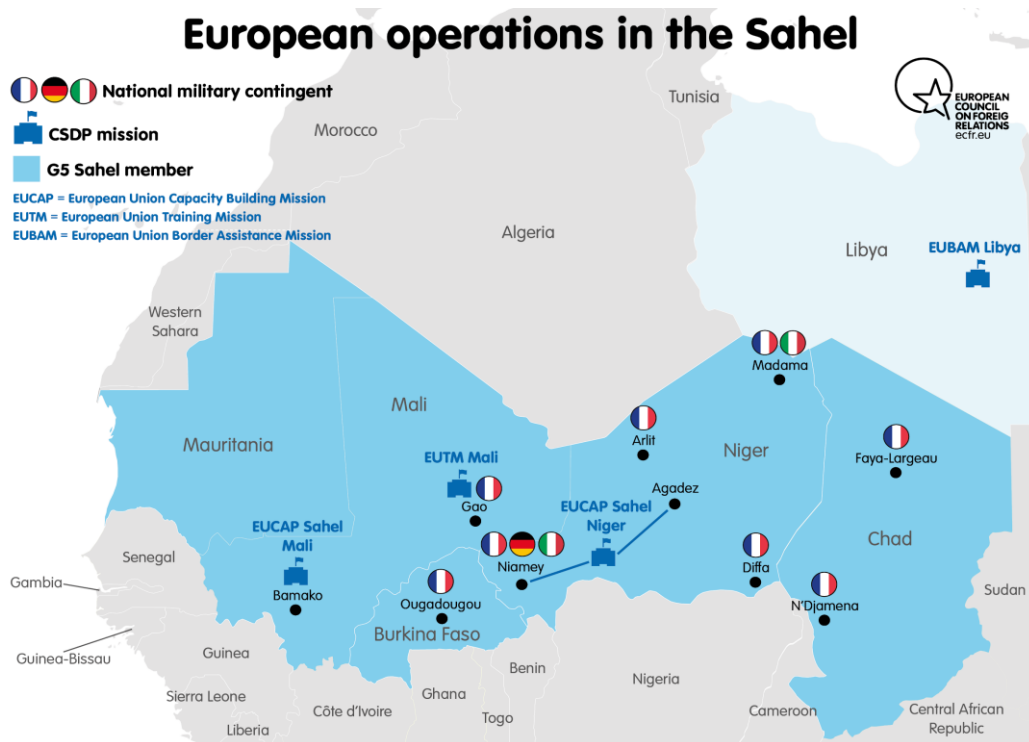 European operations in the Sahel
National military contingent
CSDP mission
G5 Sahel member
EUCAP = European Union Capacity Building Mission
EUTM = European Union Training Mission
EUBAM = European Union Border Assistance Mission
EUROPEAN
COUNCIL
ON FOREIG
RELATIONS
ecfr.eu
Tunisia
Morocco
Algeria
Libya
EUBAM Libya
Western
Sahara
Madama
Mali
Mauritania
Arlit
Niger
Faya-Largeau
EUTM Mali
Gao
Agadez
EUCAP Sahel
Niger
EUCAP Sahel
Mali
Chad
Senegal
Niamey
Diffa
Gambia
Bamako
Ougadougou
N'Djamena
Sudan
Burkina Faso
Guinea-Bissau
Guinea
Benin
Nigeria
Sierra Leone
Ghana
Côte d'Ivoire
Togo
Cameroon
Central African
Republic
Liberia